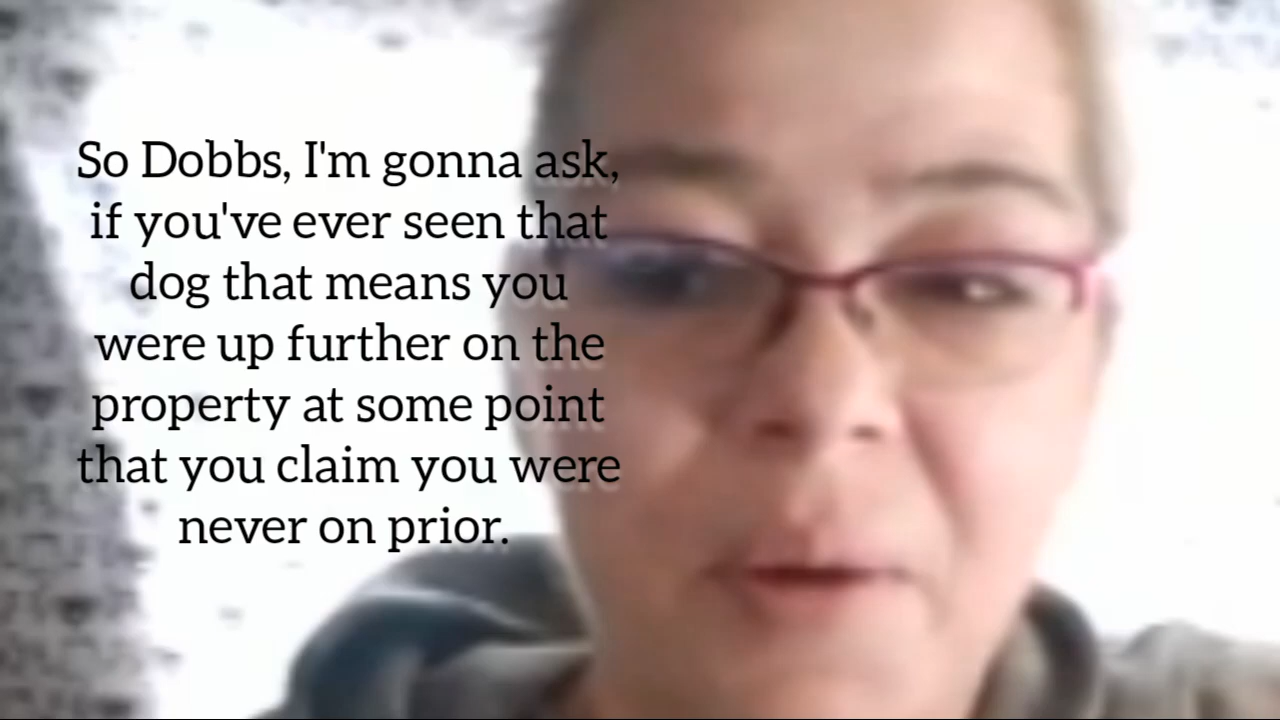 So Dobbs, I'm gonna ask,
if you've ever seen that
dog that means you
were up further on the
property at some point
that you claim you were
never on prior.